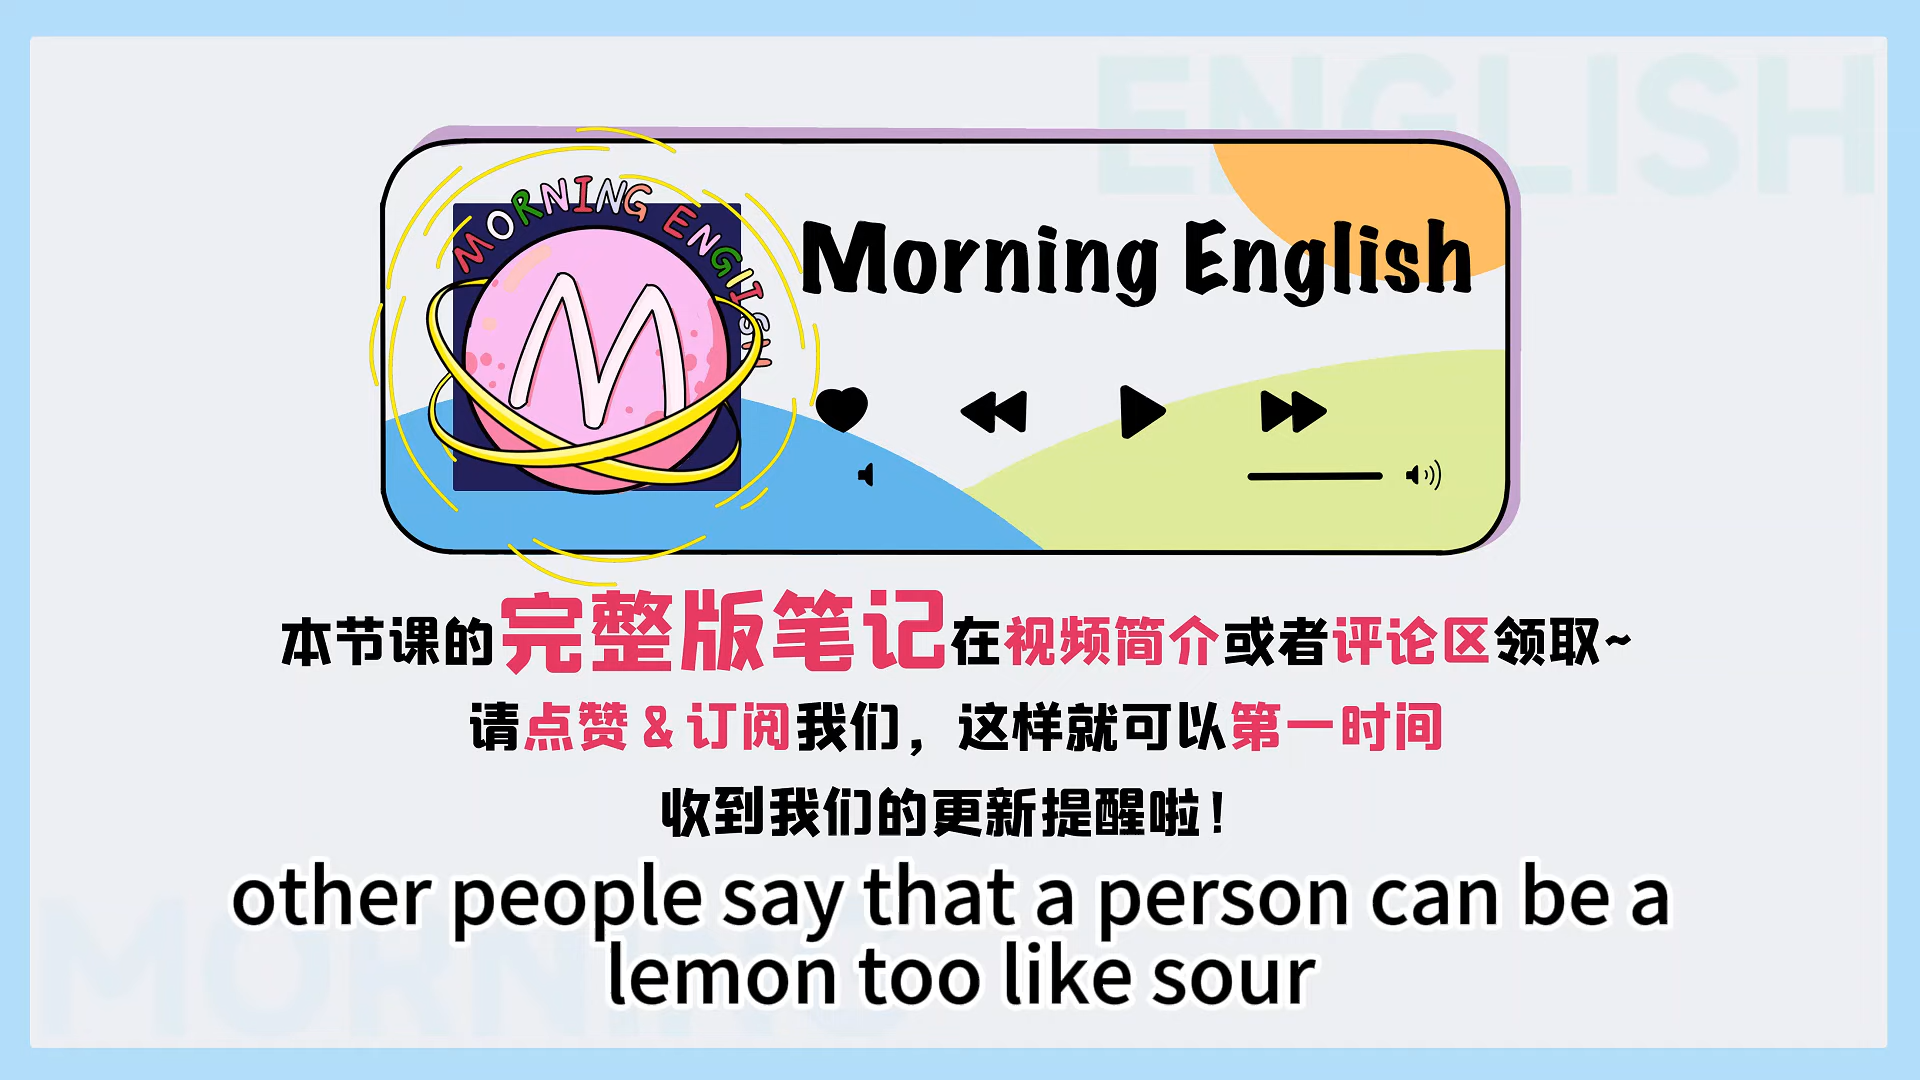 ENGLISH
MORNING ENGLISH
M
Morning English
本节课的完整版笔记在视频简介或者评论区领取~
请点赞&订阅我们，这样就可以第一时间
收到我们的更新提醒啦！
other people say that a person can be a
lemon too like sour
MORNING